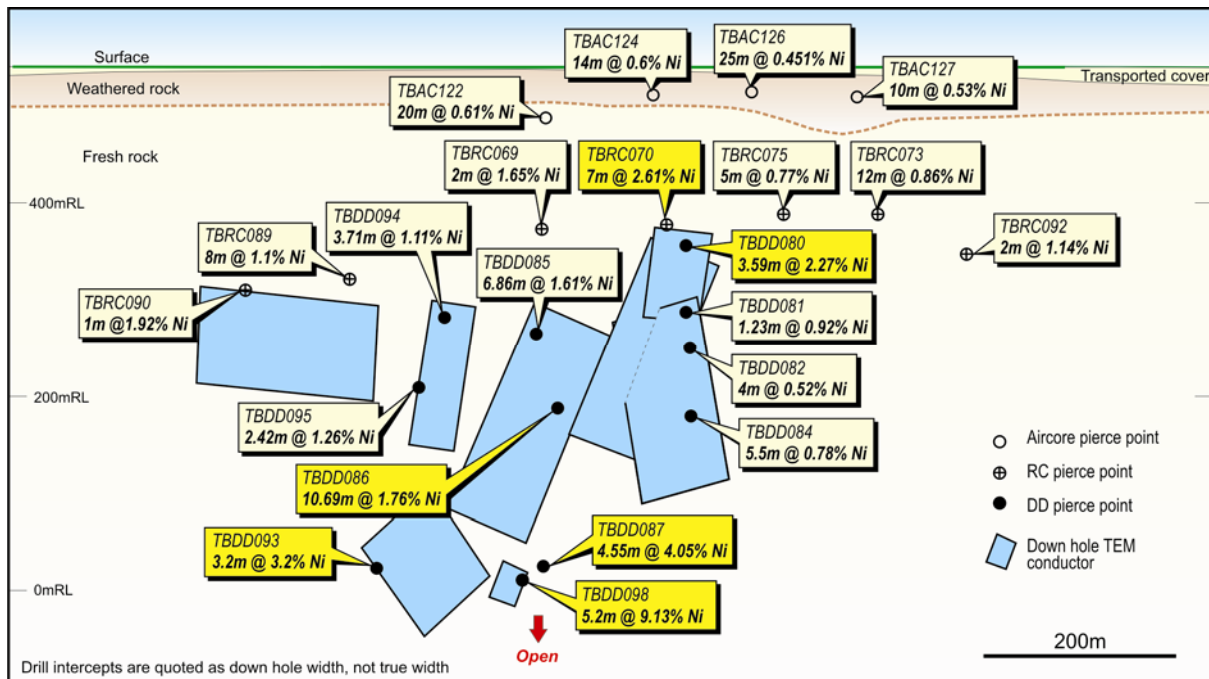 Surface
Weathered rock
Transported cover
Fresh rock
TBAC124
14m @ 0.6% Ni
TBAC126
25m @ 0.451% Ni
TBAC127
10m @ 0.53% Ni
TBAC122
20m @ 0.61% Ni
TBRC069
2m @ 1.65% Ni
TBRC070
7m @ 2.61% Ni
TBRC075
5m @ 0.77% Ni
TBRC073
12m @ 0.86% Ni
400mRL
TBDD094
3.71m @ 1.11% Ni
TBRC089
8m @ 1.1% Ni
TBDD085
6.86m @ 1.61% Ni
TBDD080
3.59m @ 2.27% Ni
TBRC092
2m @ 1.14% Ni
TBRC090
1m @1.92% Ni
TBDD081
1.23m @ 0.92% Ni
TBDD082
4m @ 0.52% Ni
200mRL
TBDD095
2.42m @ 1.26% Ni
TBDD084
5.5m @ 0.78% Ni
TBDD086
10.69m @ 1.76% Ni
TBDD093
3.2m @ 3.2% Ni
TBDD087
4.55m @ 4.05% Ni
0mRL
TBDD098
5.2m @ 9.13% Ni
Open
Aircore pierce point
RC pierce point
DD pierce point
Down hole TEM
conductor
200m
Drill intercepts are quoted as down hole width, not true width